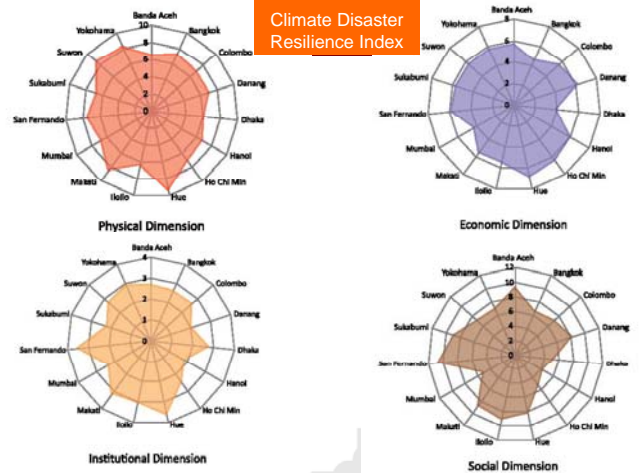 Climate Disaster
Resilience Index
Banda Aceh
Bangkok
Colombo
Danang
Dhaka
Hanoi
Ho Chi Min
Hue
Iloilo
Makati
Mumbai
San Fernando
Sukabumi
Suwon
Yokohama
10
8
6
4
2
0
Physical Dimension
Banda Aceh
Bangkok
Colombo
Danang
Dhaka
Hanoi
Ho Chi Min
Hue
Iloilo
Makati
Mumbai
San Fernando
Sukabumi
Suwon
Yokohama
8
6
4
2
0
Economic Dimension
Banda Aceh
Bangkok
Colombo
Danang
Dhaka
Hanoi
Ho Chi Min
Hue
Iloilo
Makati
Mumbai
San Fernando
Sukabumi
Suwon
Yokohama
4
3
2
1
0
Institutional Dimension
Banda Aceh
Bangkok
Colombo
Danang
Dhaka
Hanoi
Ho Chi Min
Hue
Iloilo
Makati
Mumbai
San Fernando
Sukabumi
Suwon
Yokohama
12
10
8
6
4
2
0
Social Dimension